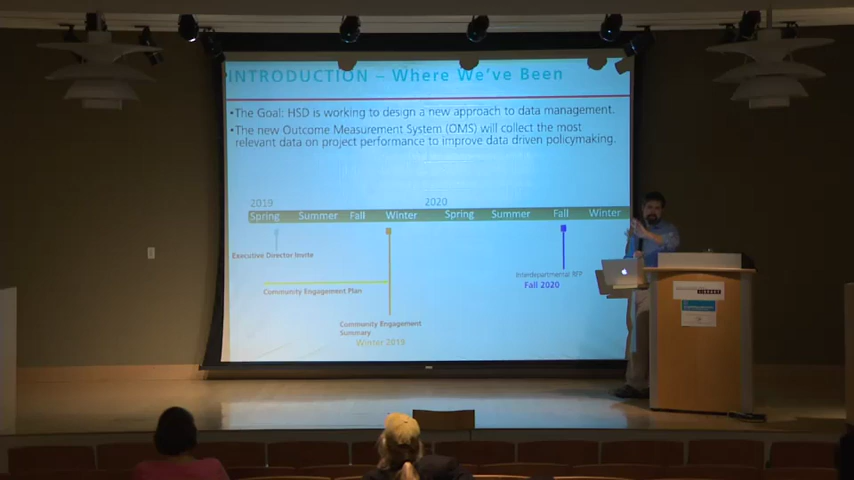 INTRODUCTION – Where We've Been
•The Goal: HSD is working to design a new approach to data management.
•The new Outcome Measurement System (OMS) will collect the most
relevant data on project performance to improve data driven policymaking.
2019 2020
Spring Summer Fall Winter Spring Summer Fall Winter
Executive Director Invite
Interdepartmental RFP
Fall 2020
Community Engagement Plan
Community Engagement
Summary
Winter 2019
LIBRARY